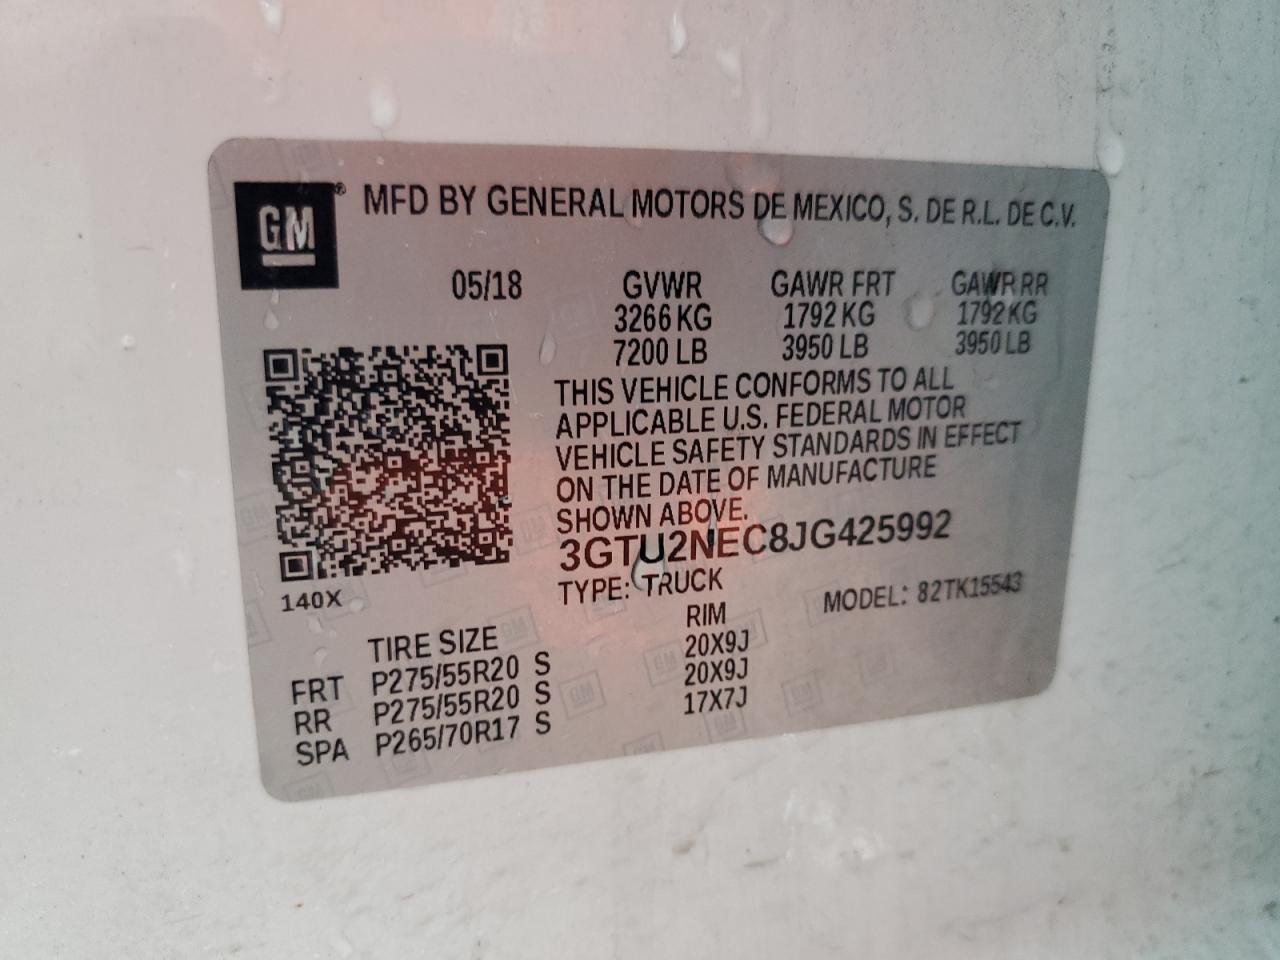 GM ® MFD BY GENERAL MOTORS DE MEXICO, S. DE R.L. DE C.V.
05/18 GVWR GAWR FRT GAWR RR
3266 KG 1792 KG 1792 KG
7200 LB 3950 LB 3950 LB
THIS VEHICLE CONFORMS TO ALL
APPLICABLE U.S. FEDERAL MOTOR
VEHICLE SAFETY STANDARDS IN EFFECT
ON THE DATE OF MANUFACTURE
SHOWN ABOVE.
3GTU2NEC8JG425992
140X
TYPE: TRUCK MODEL: 82TK15543
TIRE SIZE RIM
FRT P275/55R20 S 20X9J
RR P275/55R20 S 20X9J
SPA P265/70R17 S 17X7J